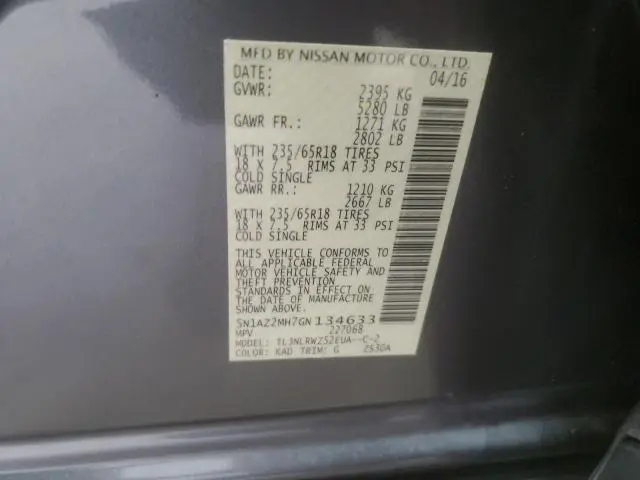 MFD BY NISSAN MOTOR CO., LTD.
DATE: 04/16
GVWR: 2395 KG
5280 LB
GAWR FR.: 1271 KG
2802 LB
WITH 235/65R18 TIRES
18 X 7.5 RIMS AT 33 PSI
COLD SINGLE
GAWR RR.: 1210 KG
2667 LB
WITH 235/65R18 TIRES
18 X 7.5 RIMS AT 33 PSI
COLD SINGLE
THIS VEHICLE CONFORMS TO
ALL APPLICABLE FEDERAL
MOTOR VEHICLE SAFETY AND
THEFT PREVENTION
STANDARDS IN EFFECT ON
THE DATE OF MANUFACTURE
SHOWN ABOVE.
5N1AZ2MH7GN134633
MPV 227068
MODEL: TL3NLRWZ52EUA--C-2
COLOR: KAD TRIM: G ZS3GA